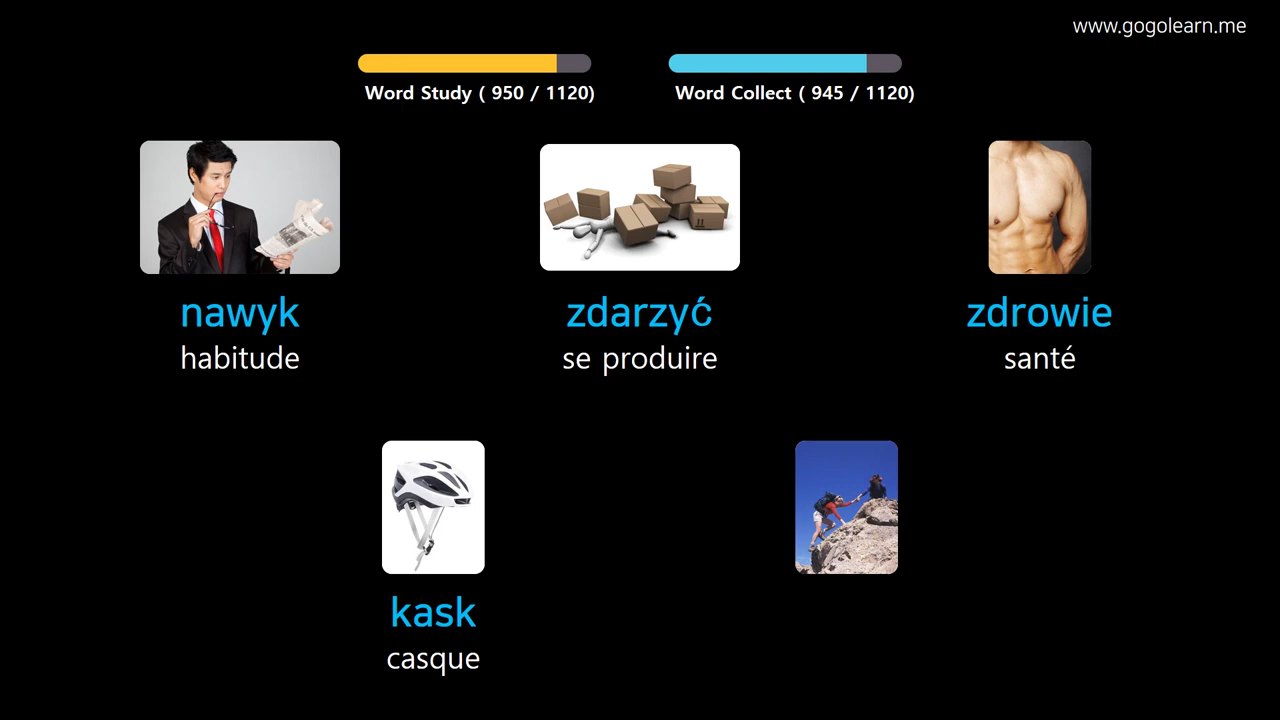 www.gogolearn.me
Word Study ( 950 / 1120)
Word Collect ( 945 / 1120)
nawyk
habitude
zdarzyć
se produire
zdrowie
santé
kask
casque